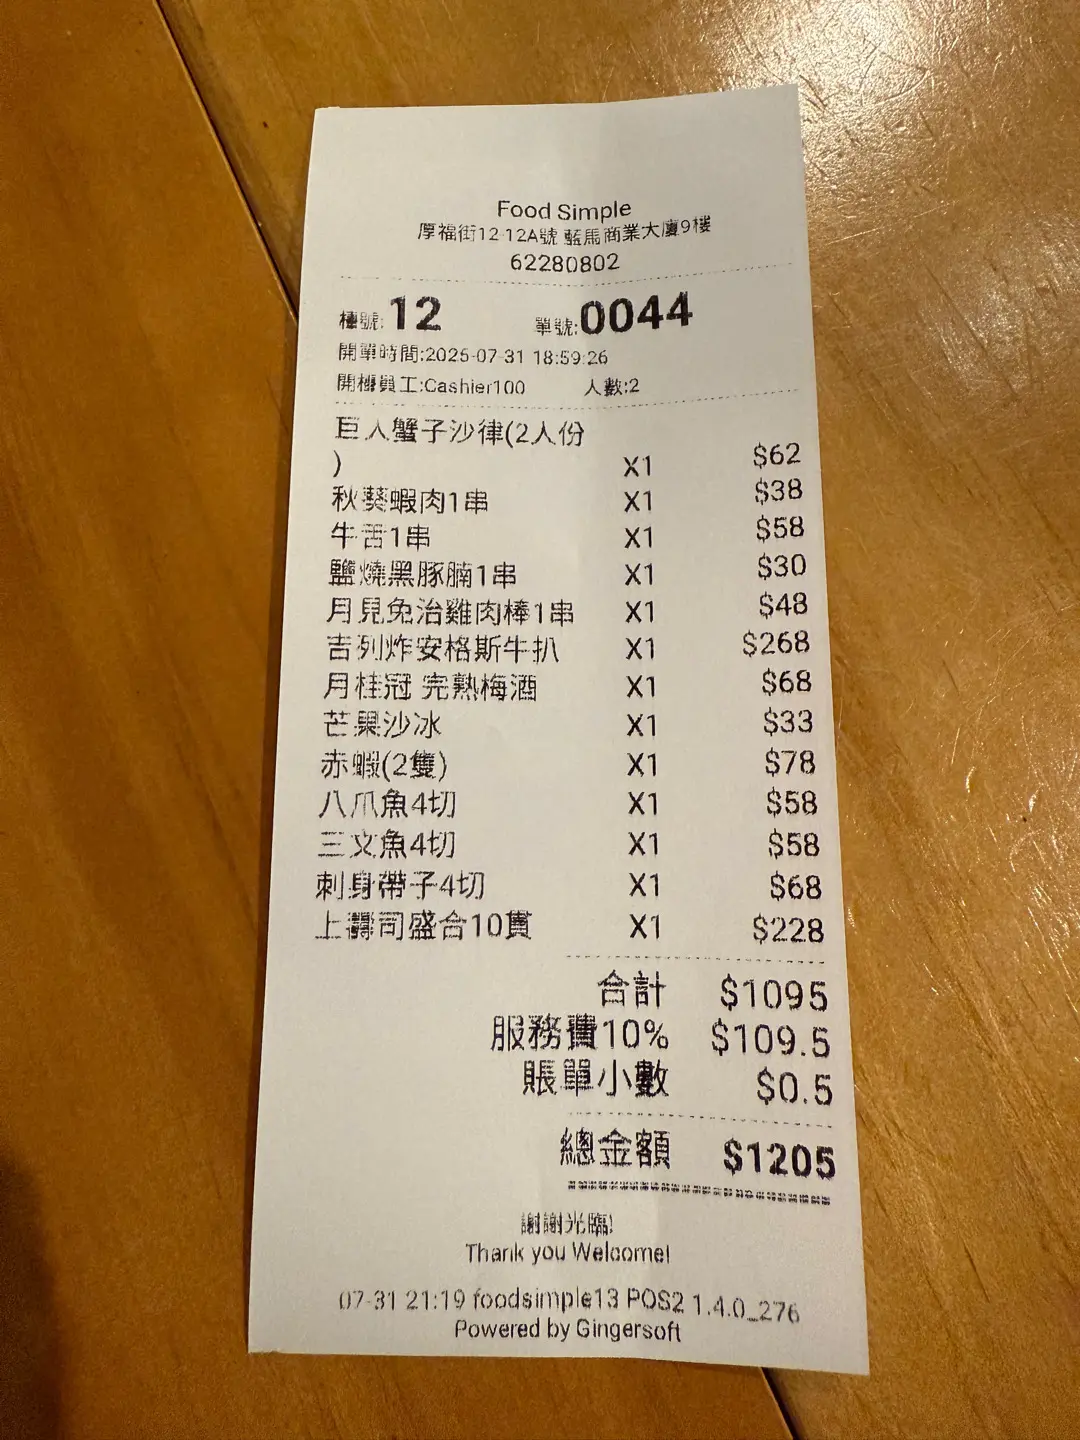 Food Simple
厚福街12-12A號 藍馬商業大廈9樓
62280802
檯號:12 單號:0044
開單時間:2025-07-31 18:59:26
開檯員工:Cashier100 人數:2
巨人蟹子沙律(2人份
) X1 $62
秋葵蝦肉1串 X1 $38
牛舌1串 X1 $58
鹽燒黑豚腩1串 X1 $30
月見免治雞肉棒1串 X1 $48
吉列炸安格斯牛扒 X1 $268
月桂冠 完熟梅酒 X1 $68
芒果沙冰 X1 $33
赤蝦(2隻) X1 $78
八爪魚4切 X1 $58
三文魚4切 X1 $58
刺身帶子4切 X1 $68
上壽司盛合10貫 X1 $228
合計 $1095
服務費10% $109.5
賬單小數 $0.5
總金額 $1205
謝謝光臨!
Thank you Welcome!
07-31 21:19 foodsimple13 POS2 1.4.0_276
Powered by Gingersoft